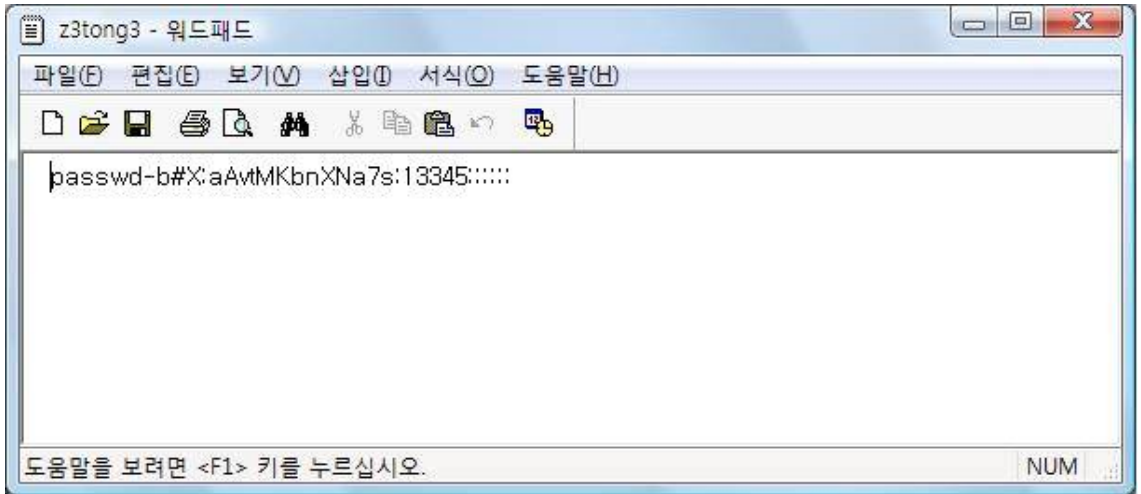 z3tong3 - 워드패드
파일(F) 편집(E) 보기(V) 삽입(I) 서식(O) 도움말(H)
passwd-b#X:aAvtMKbnXNa7s:13345::::::
도움말을 보려면 <F1> 키를 누르십시오. NUM